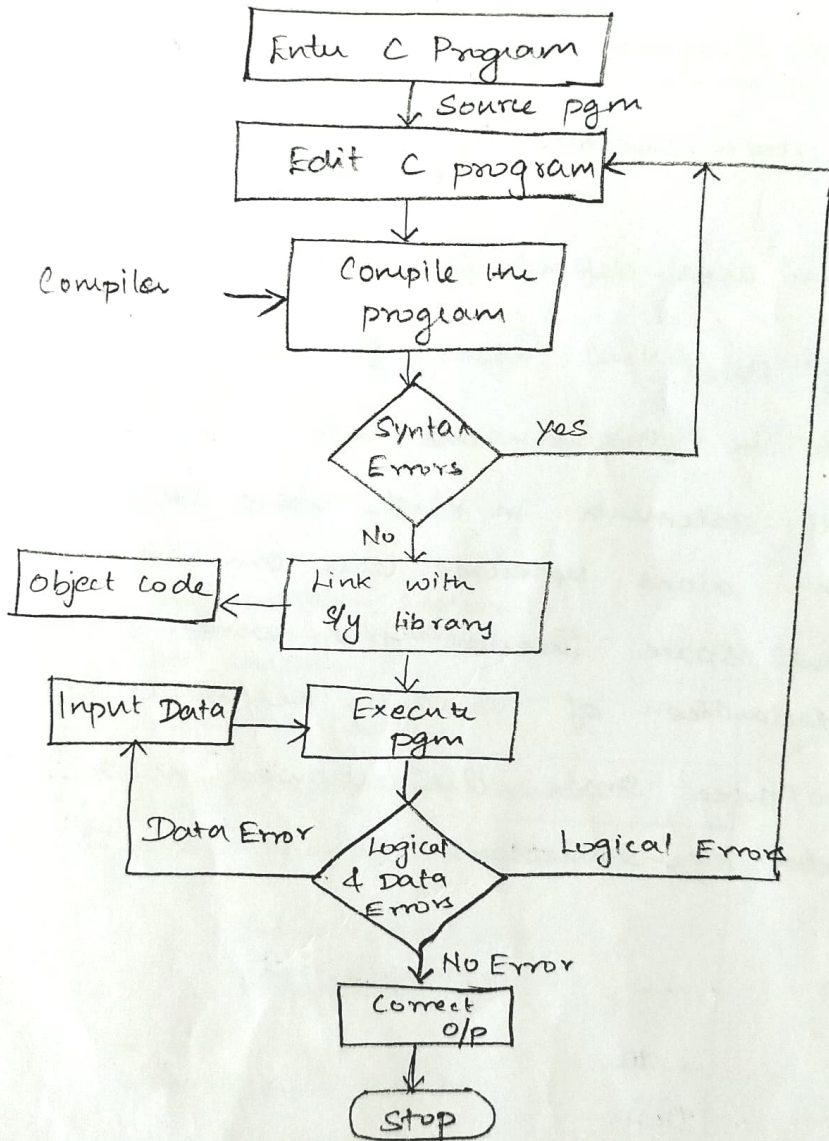 Enter C Program
Source pgm
Edit C program
Compiler
Compile the
program
Syntax
Errors
yes
No
Object code
Link with
s/y library
Input Data
Execute
pgm
Data Error
Logical
& Data
Errors
Logical Errors
No Error
Correct
o/p
Stop